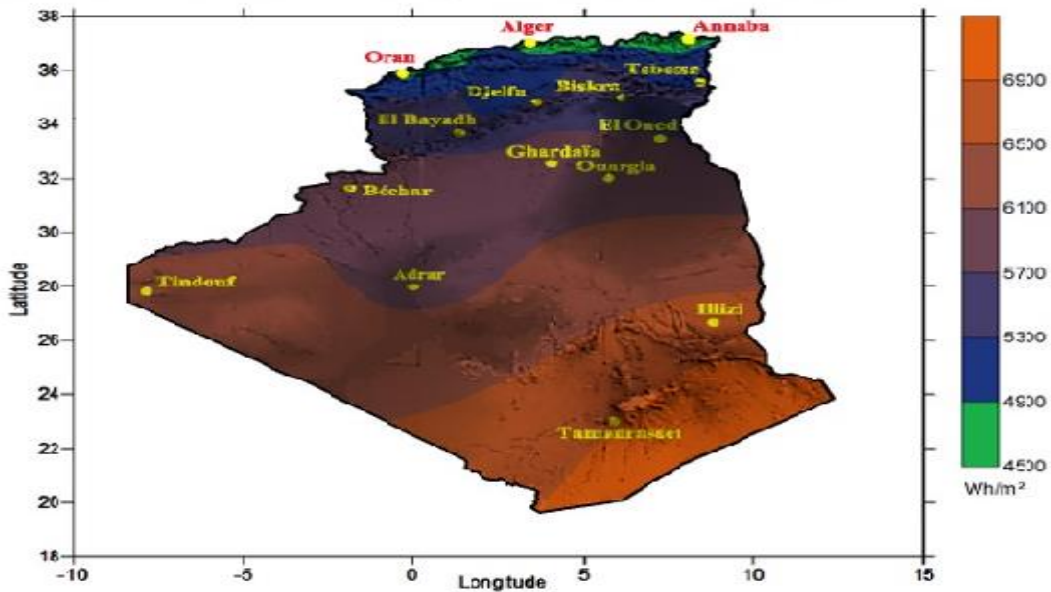 38
36
34
32
30
28
26
24
22
20
18
Latitude
-10
-5
0
5
10
15
Longtude
Alger
Annaba
Oran
Tebessa
Biskra
Djelfa
El Bayadh
El Oued
Ghardaïa
Ouargla
Béchar
Adrar
Tindouf
Illizi
Tamanrasset
6900
6500
6100
5700
5300
4900
4500
Wh/m²